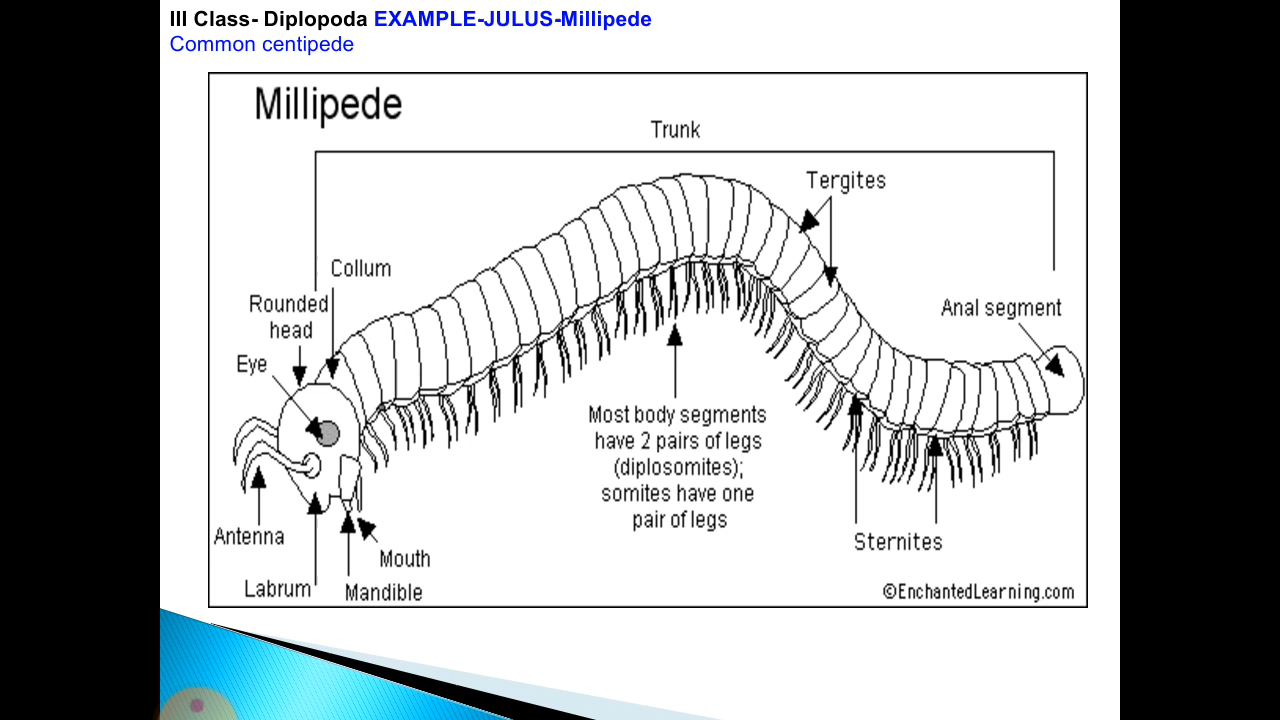 III Class- Diplopoda EXAMPLE-JULUS-Millipede
Common centipede
Millipede
Trunk
Tergites
Collum
Rounded
head
Anal segment
Eye
Most body segments
have 2 pairs of legs
(diplosomites);
somites have one
pair of legs
Antenna
Sternites
Mouth
Labrum
Mandible
©EnchantedLearning.com